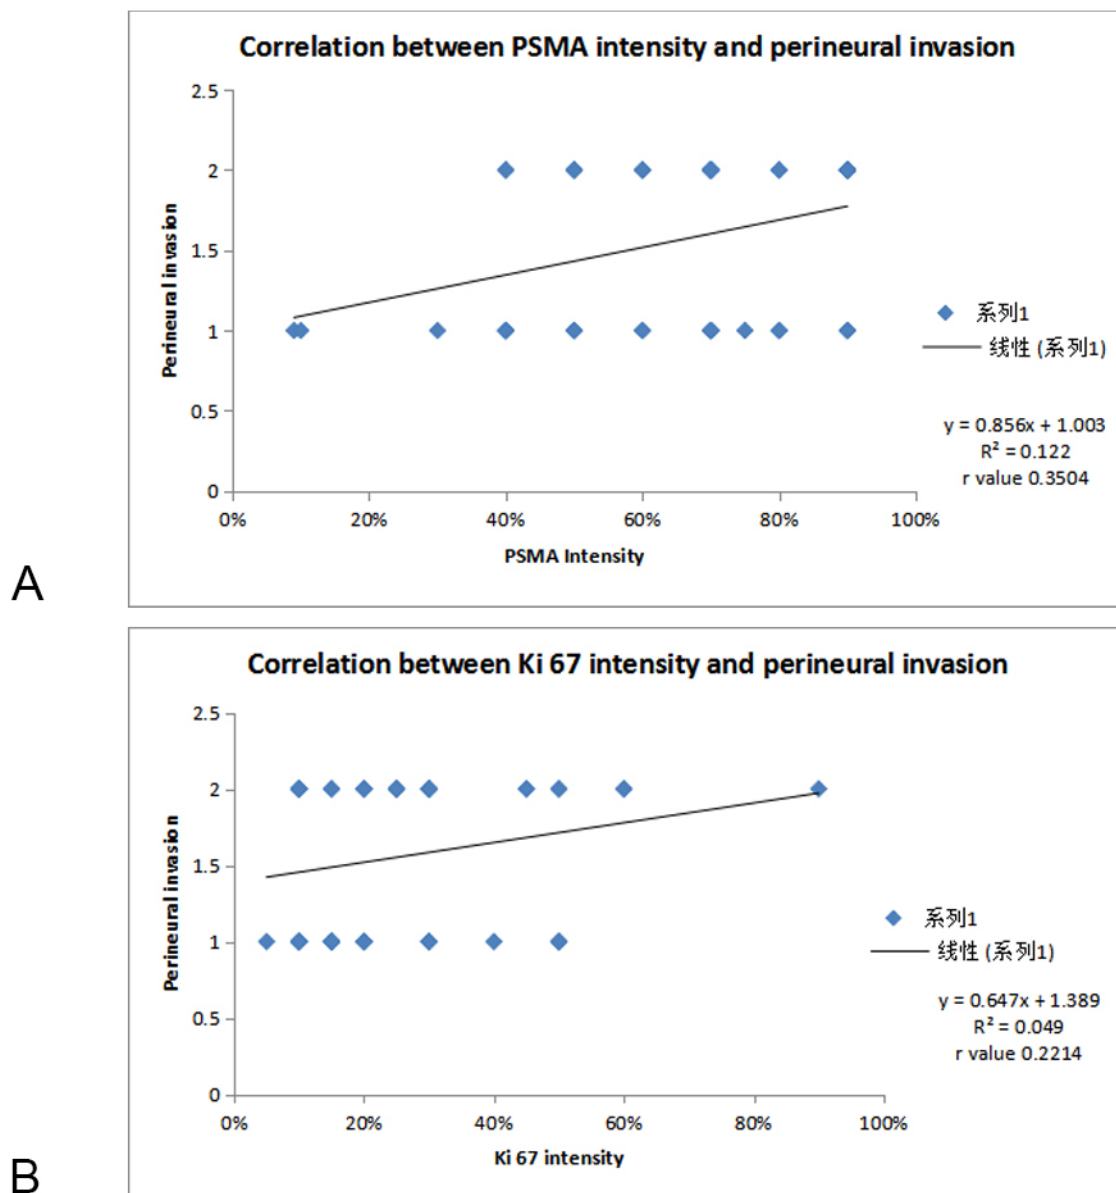 Correlation between PSMA intensity and perineural invasion
2.5
2
1.5
1
0.5
0
Perineural invasion
0% 20% 40% 60% 80% 100%
PSMA Intensity
系列1
线性 (系列1)
y = 0.856x + 1.003
R² = 0.122
r value 0.3504
A
Correlation between Ki 67 intensity and perineural invasion
2.5
2
1.5
1
0.5
0
Perineural invasion
0% 20% 40% 60% 80% 100%
Ki 67 intensity
系列1
线性 (系列1)
y = 0.647x + 1.389
R² = 0.049
r value 0.2214
B